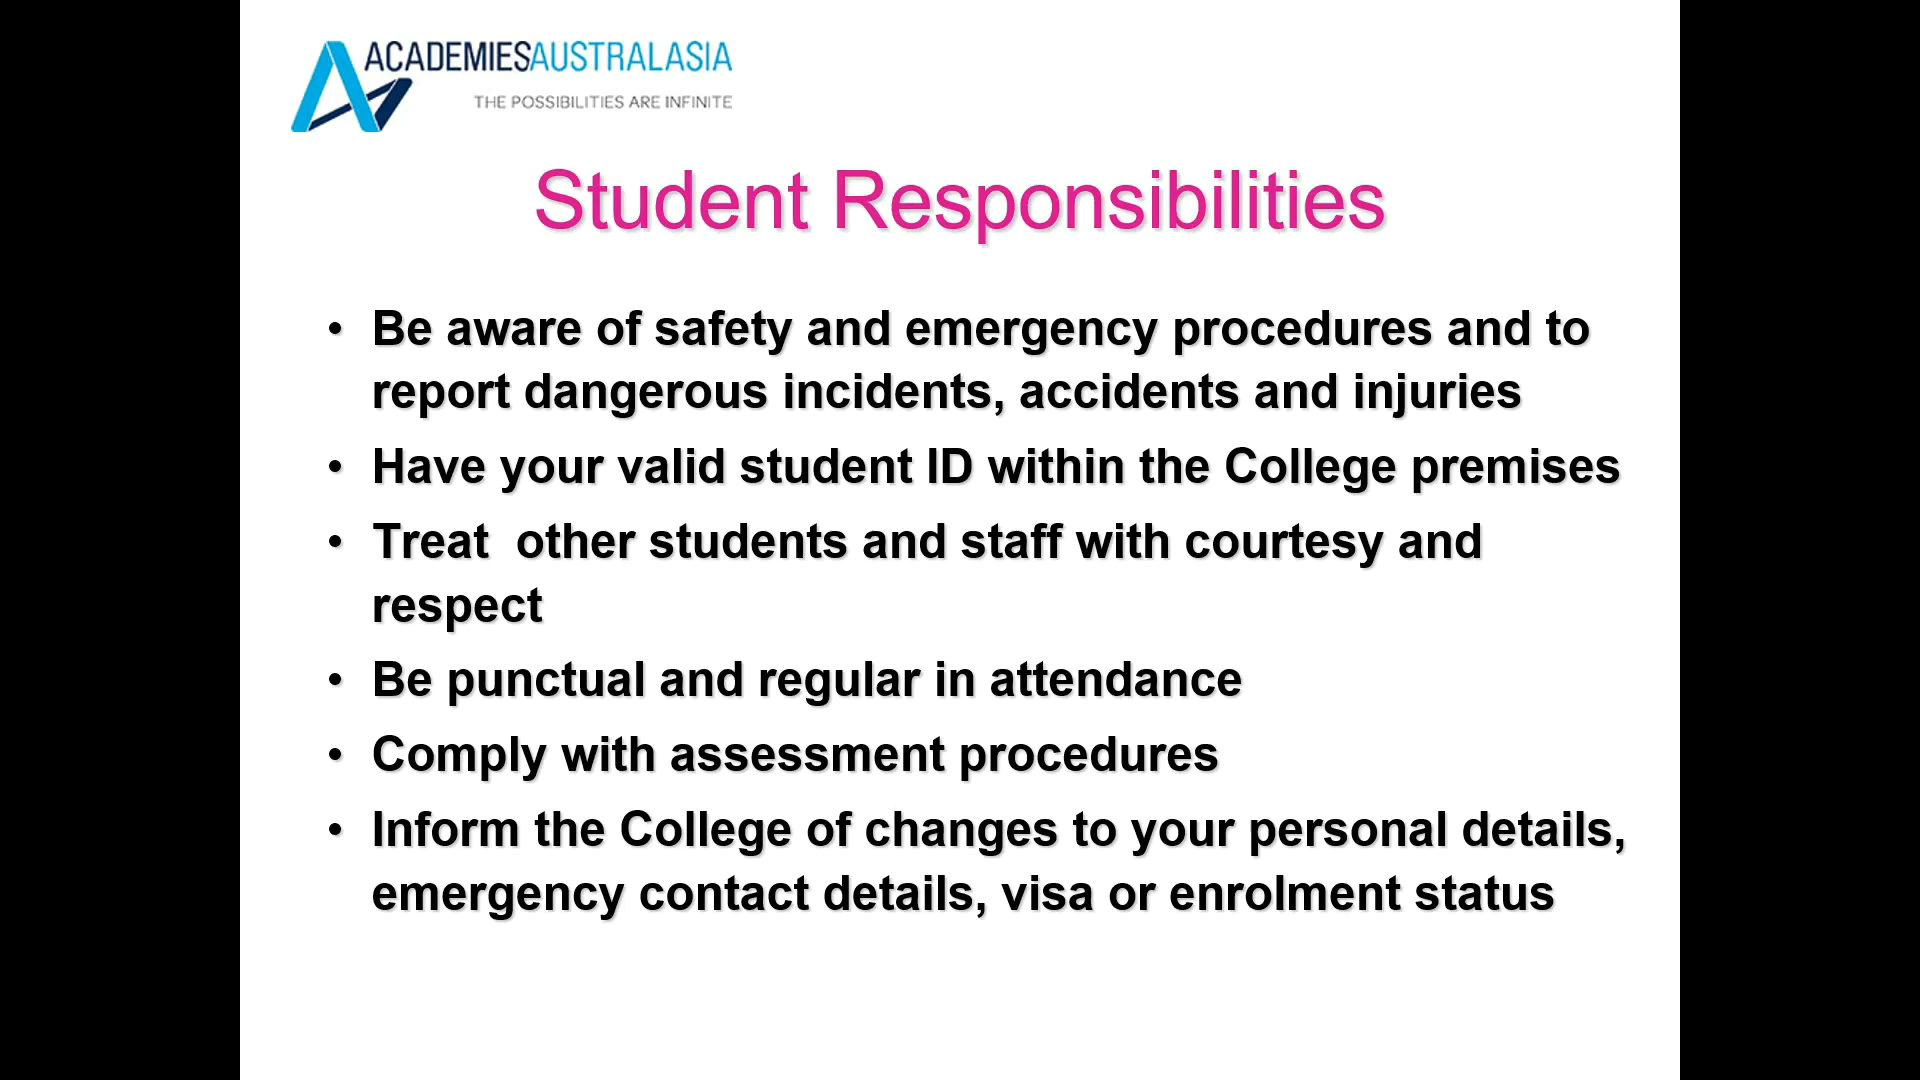 ACADEMIESAUSTRALASIA
THE POSSIBILITIES ARE INFINITE
Student Responsibilities
• Be aware of safety and emergency procedures and to
report dangerous incidents, accidents and injuries
• Have your valid student ID within the College premises
• Treat  other students and staff with courtesy and
respect
• Be punctual and regular in attendance
• Comply with assessment procedures
• Inform the College of changes to your personal details,
emergency contact details, visa or enrolment status